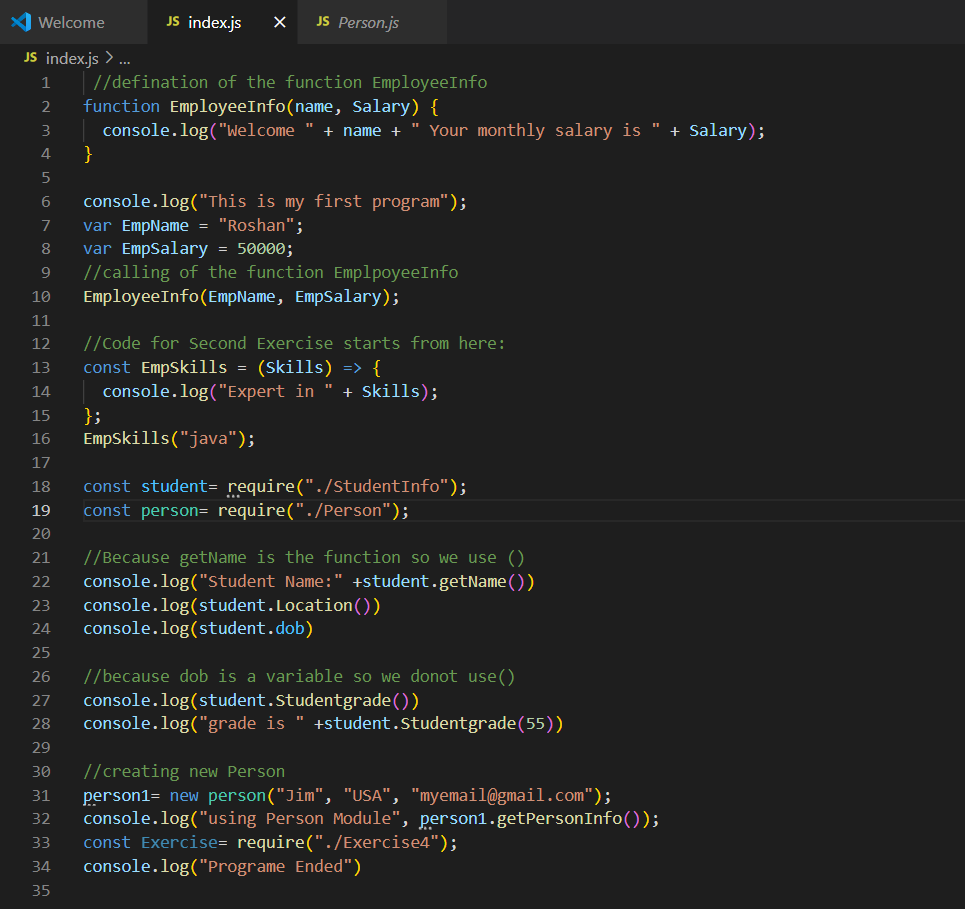 Welcome
JS index.js
JS Person.js
JS index.js > ...
1 //defination of the function EmployeeInfo
2 function EmployeeInfo(name, Salary) {
3 console.log("Welcome " + name + " Your monthly salary is " + Salary);
4 }
5
6 console.log("This is my first program");
7 var EmpName = "Roshan";
8 var EmpSalary = 50000;
9 //calling of the function EmplpoyeeInfo
10 EmployeeInfo(EmpName, EmpSalary);
11
12 //Code for Second Exercise starts from here:
13 const EmpSkills = (Skills) => {
14 console.log("Expert in " + Skills);
15 };
16 EmpSkills("java");
17
18 const student= require("./StudentInfo");
19 const person= require("./Person");
20
21 //Because getName is the function so we use ()
22 console.log("Student Name:" +student.getName())
23 console.log(student.Location())
24 console.log(student.dob)
25
26 //because dob is a variable so we donot use()
27 console.log(student.Studentgrade())
28 console.log("grade is " +student.Studentgrade(55))
29
30 //creating new Person
31 person1= new person("Jim", "USA", "myemail@gmail.com");
32 console.log("using Person Module", person1.getPersonInfo());
33 const Exercise= require("./Exercise4");
34 console.log("Programe Ended")
35